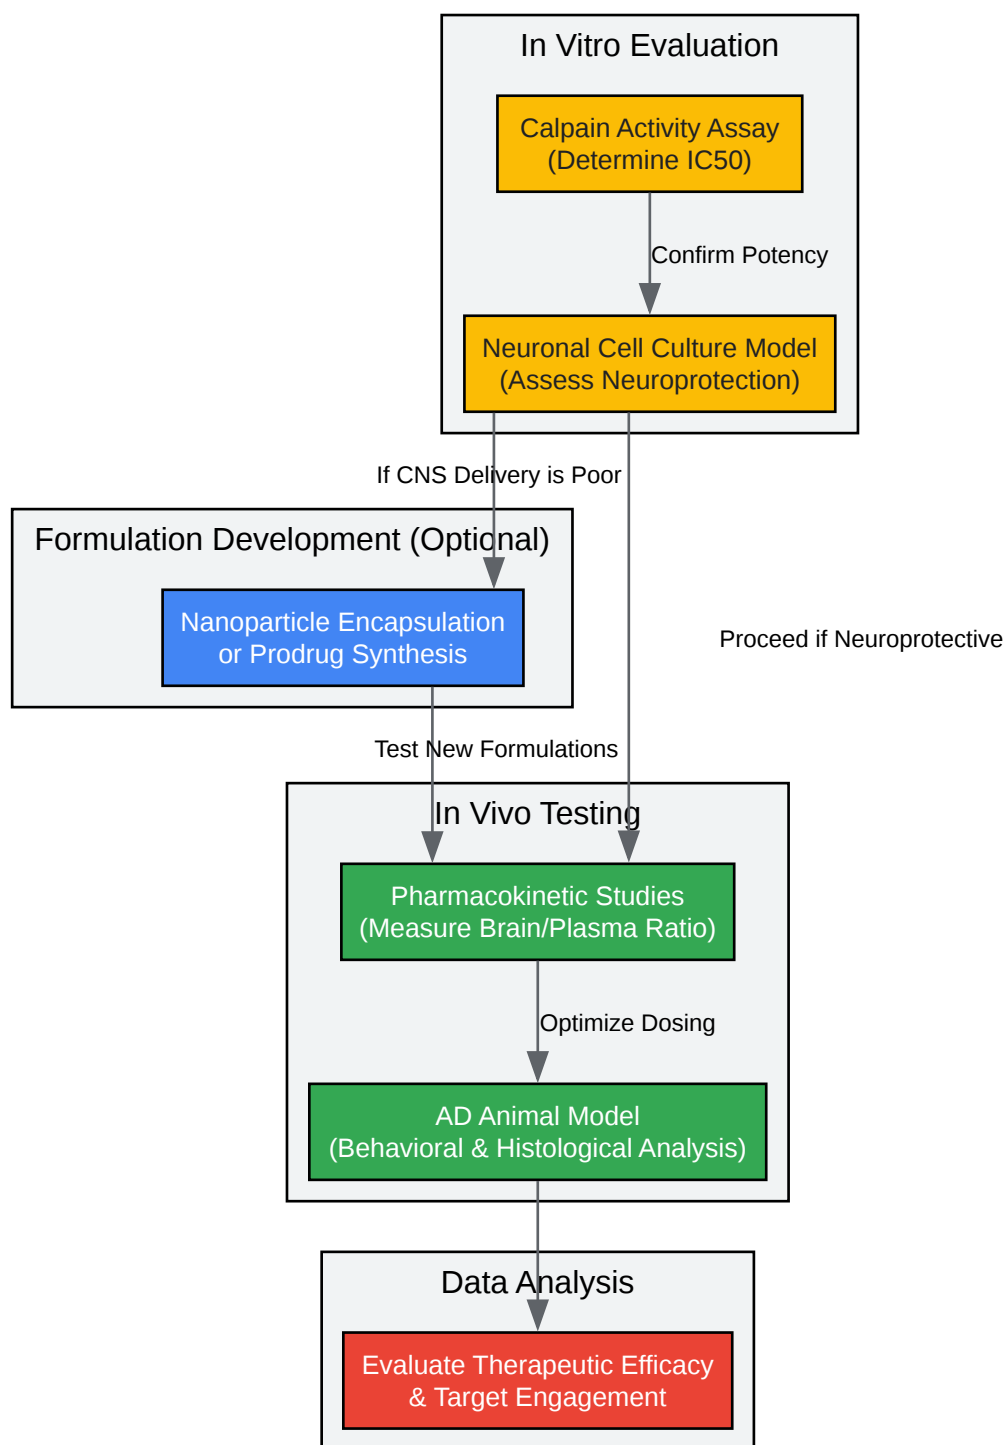 In Vitro Evaluation
Calpain Activity Assay
(Determine IC50)
Confirm Potency
Neuronal Cell Culture Model
(Assess Neuroprotection)
If CNS Delivery is Poor
Formulation Development (Optional)
Nanoparticle Encapsulation
or Prodrug Synthesis
Proceed if Neuroprotective
Test New Formulations
In Vivo Testing
Pharmacokinetic Studies
(Measure Brain/Plasma Ratio)
Optimize Dosing
AD Animal Model
(Behavioral & Histological Analysis)
Data Analysis
Evaluate Therapeutic Efficacy
& Target Engagement